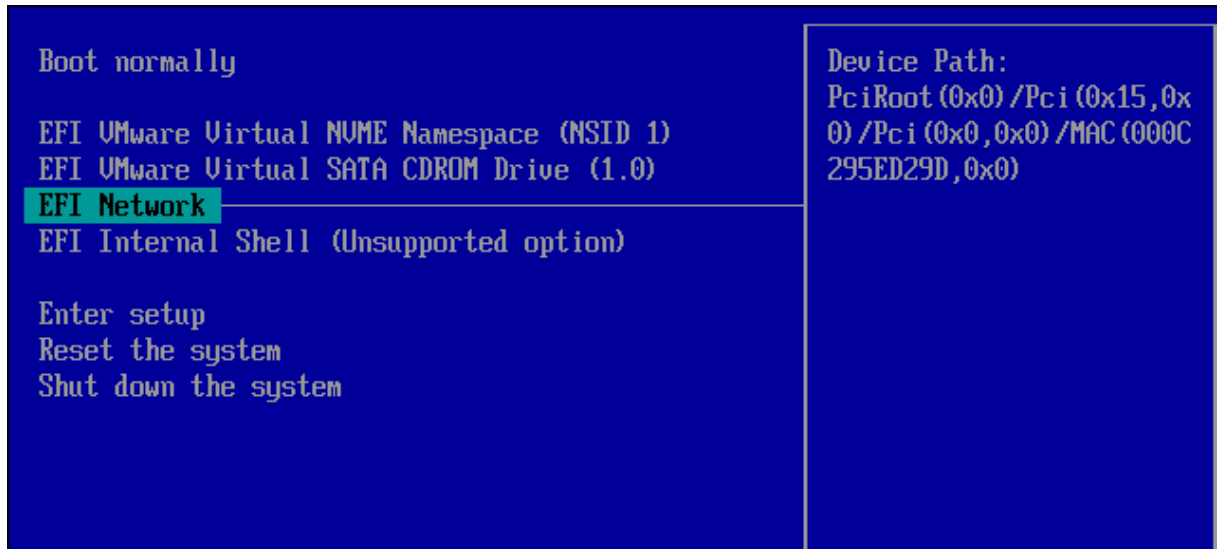 Boot normally
EFI VMware Virtual NVME Namespace (NSID 1)
EFI VMware Virtual SATA CDROM Drive (1.0)
EFI Network
EFI Internal Shell (Unsupported option)
Enter setup
Reset the system
Shut down the system
Device Path:
PciRoot(0x0)/Pci(0x15,0x
0)/Pci(0x0,0x0)/MAC(000C
295ED29D,0x0)